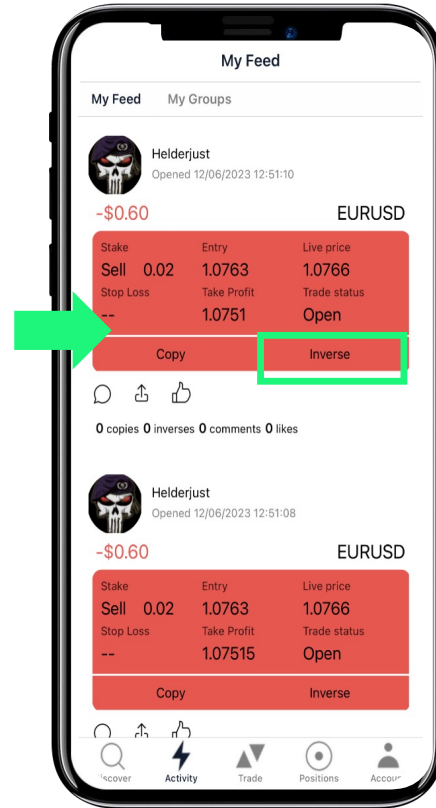 My Feed
My Feed My Groups
Helderjust
Opened 12/06/2023 12:51:10
-$0.60 EURUSD
Stake Entry Live price
Sell 0.02 1.0763 1.0766
Stop Loss Take Profit Trade status
-- 1.0751 Open
Copy Inverse
0 copies 0 inverses 0 comments 0 likes
Helderjust
Opened 12/06/2023 12:51:08
-$0.60 EURUSD
Stake Entry Live price
Sell 0.02 1.0763 1.0766
Stop Loss Take Profit Trade status
-- 1.07515 Open
Copy Inverse
Discover Activity Trade Positions Accou